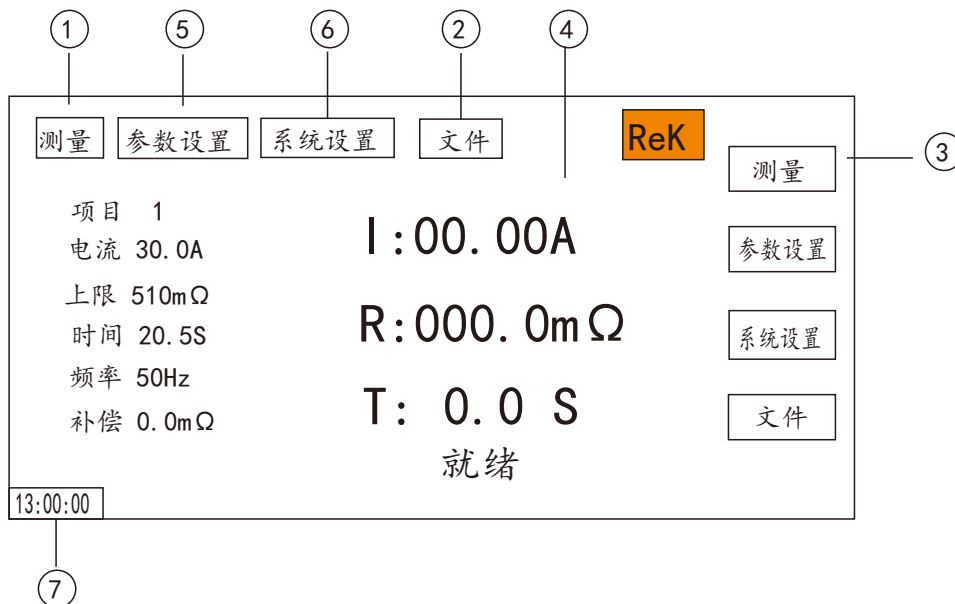 ① ⑤ ⑥ ② ④
测量 参数设置 系统设置 文件 ReK
③
测量
项目 1
电流 30.0A
上限 510mΩ
时间 20.5S
频率 50Hz
补偿 0.0mΩ
I:00.00A
R:000.0mΩ
T: 0.0 S
就绪
参数设置
系统设置
文件
13:00:00
⑦